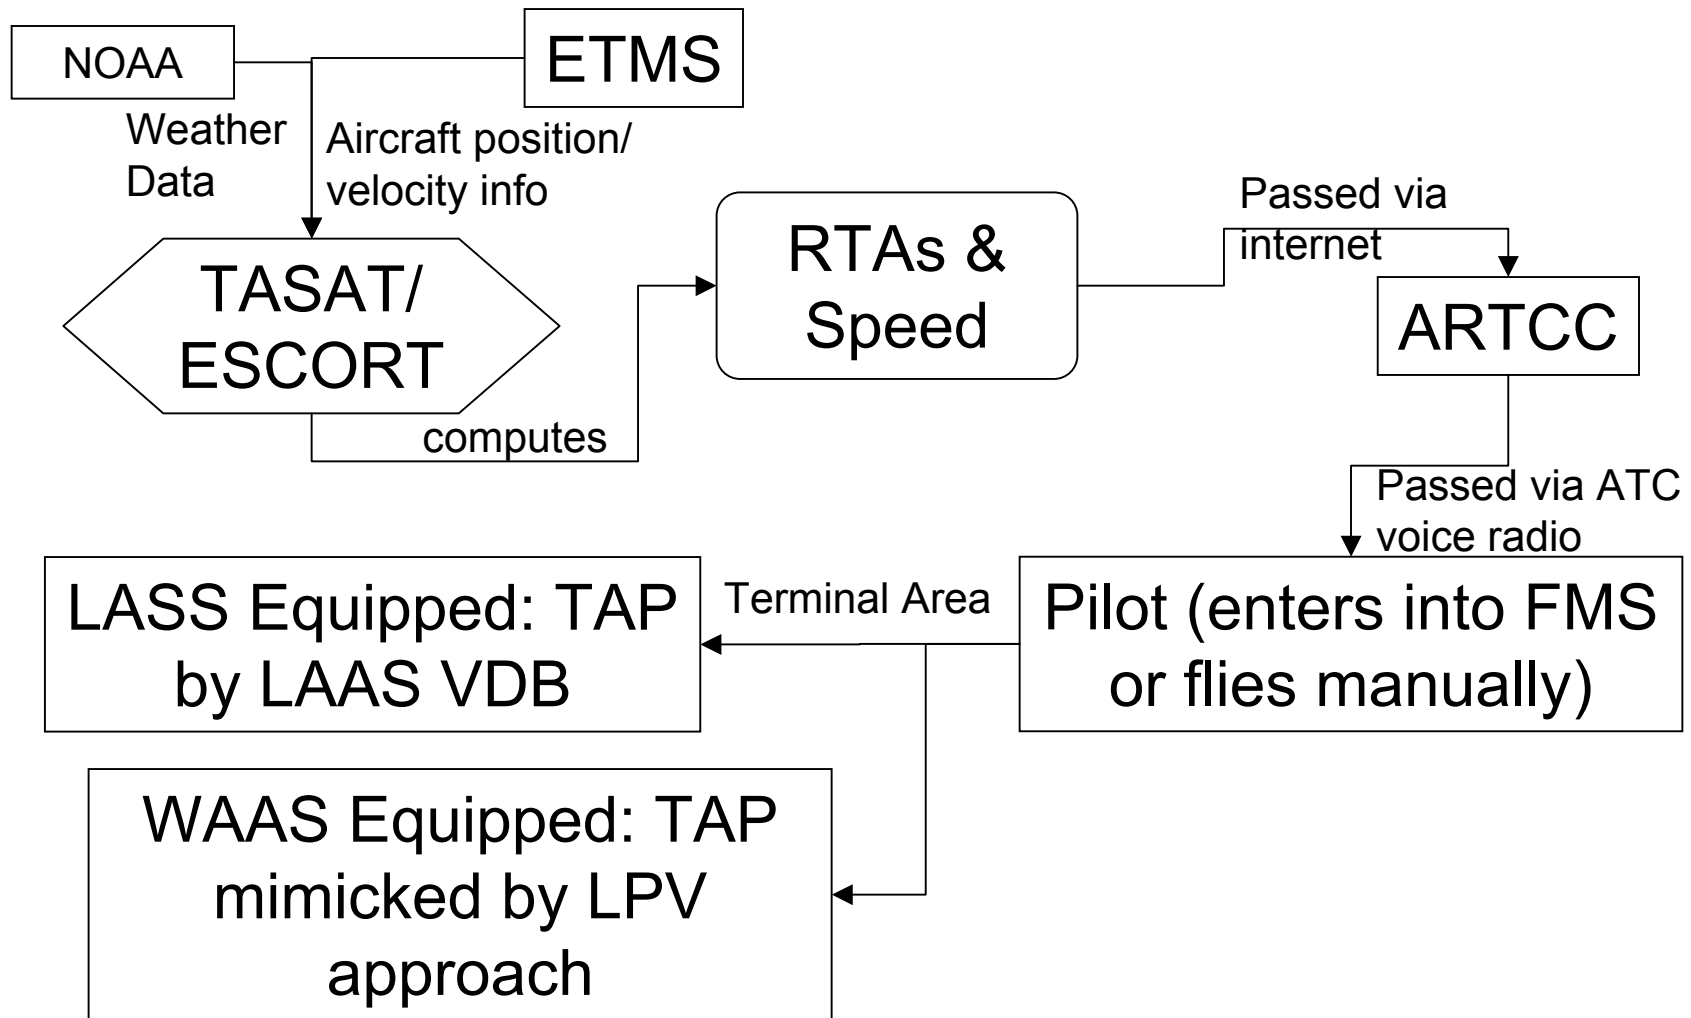 NOAA
ETMS
Weather
Data
Aircraft position/
velocity info
TASAT/
ESCORT
computes
RTAs &
Speed
Passed via
internet
ARTCC
Passed via ATC
voice radio
Pilot (enters into FMS
or flies manually)
Terminal Area
LASS Equipped: TAP
by LAAS VDB
WAAS Equipped: TAP
mimicked by LPV
approach